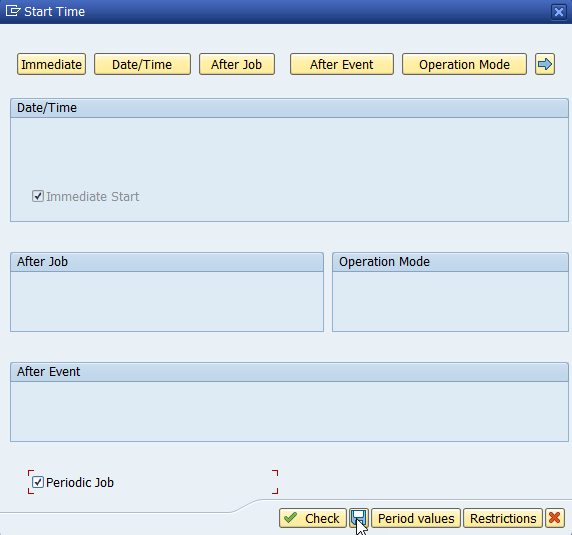 Start Time
Immediate Date/Time After Job After Event Operation Mode
Date/Time
Immediate Start
After Job Operation Mode
After Event
Periodic Job
Check Period values Restrictions